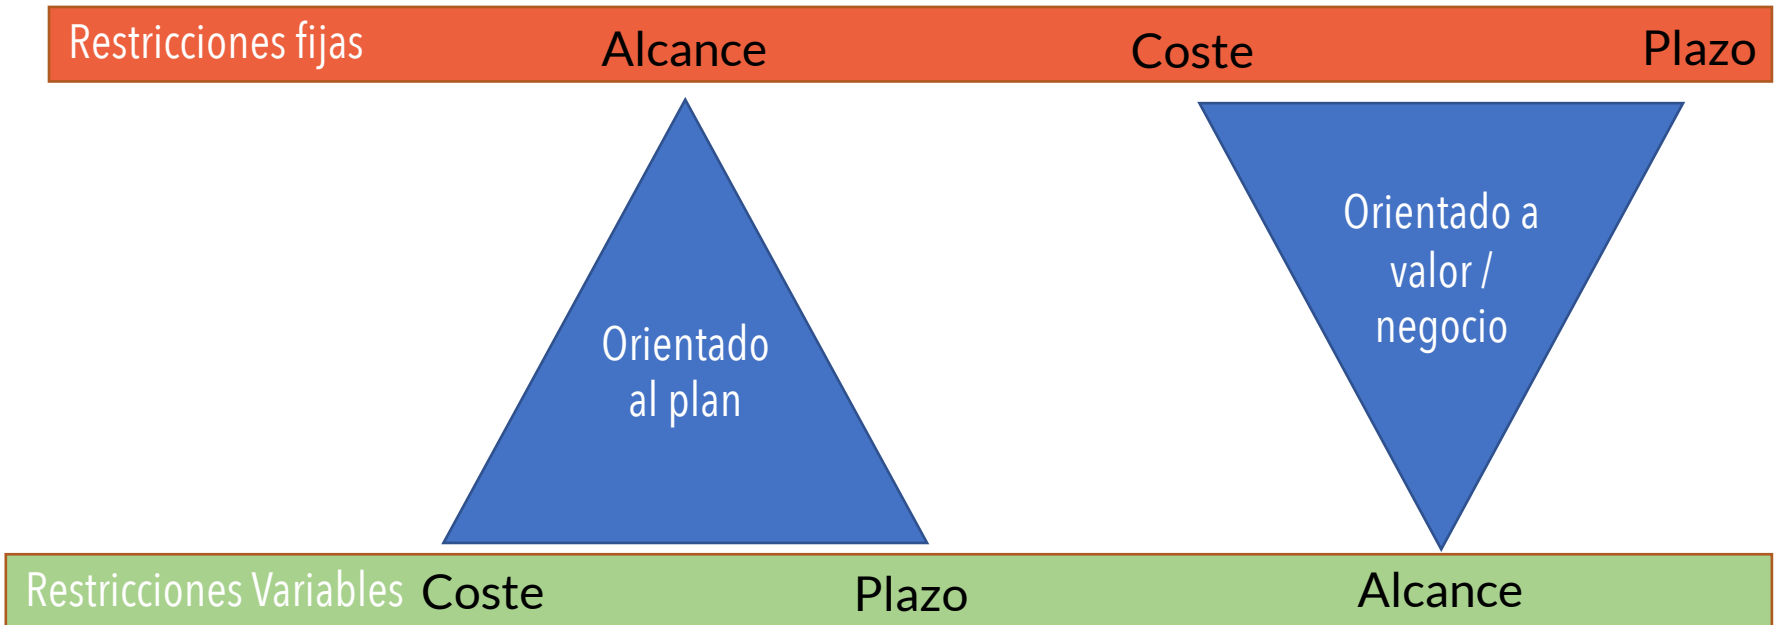 Restricciones fijas
Alcance
Coste
Plazo
Orientado
al plan
Orientado a
valor /
negocio
Restricciones Variables
Coste
Plazo
Alcance